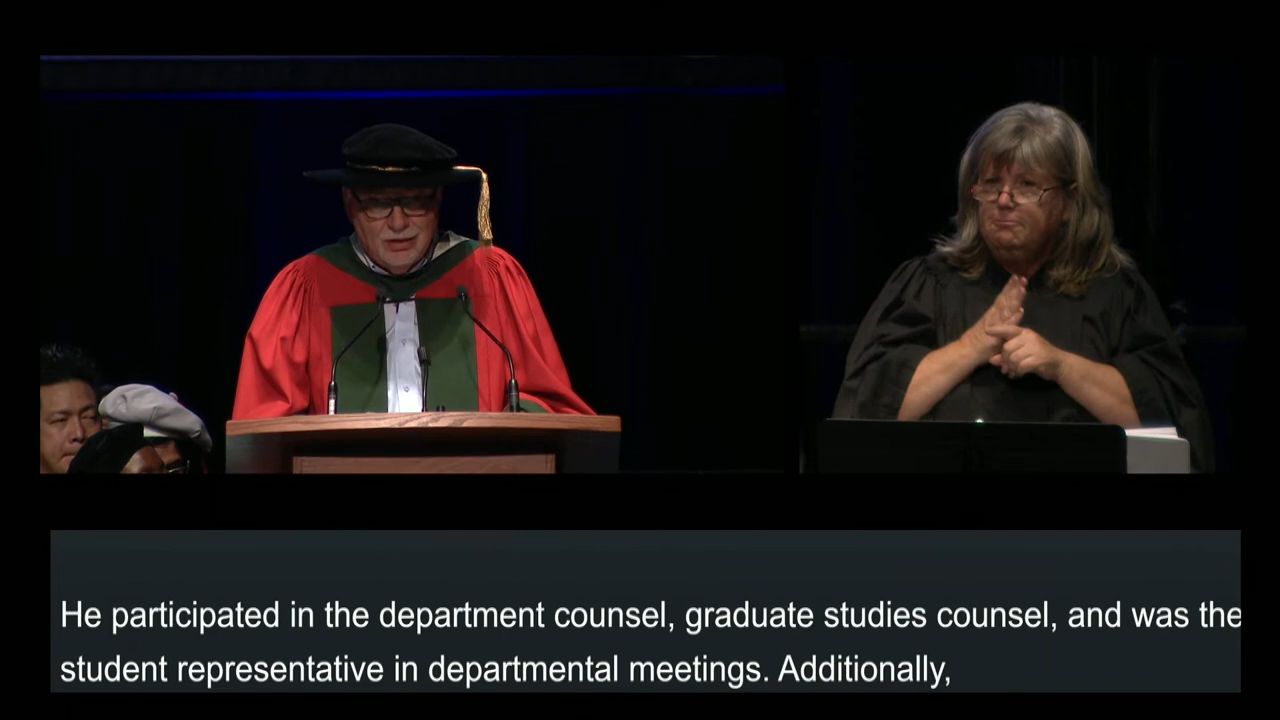 He participated in the department counsel, graduate studies counsel, and was the
student representative in departmental meetings. Additionally,